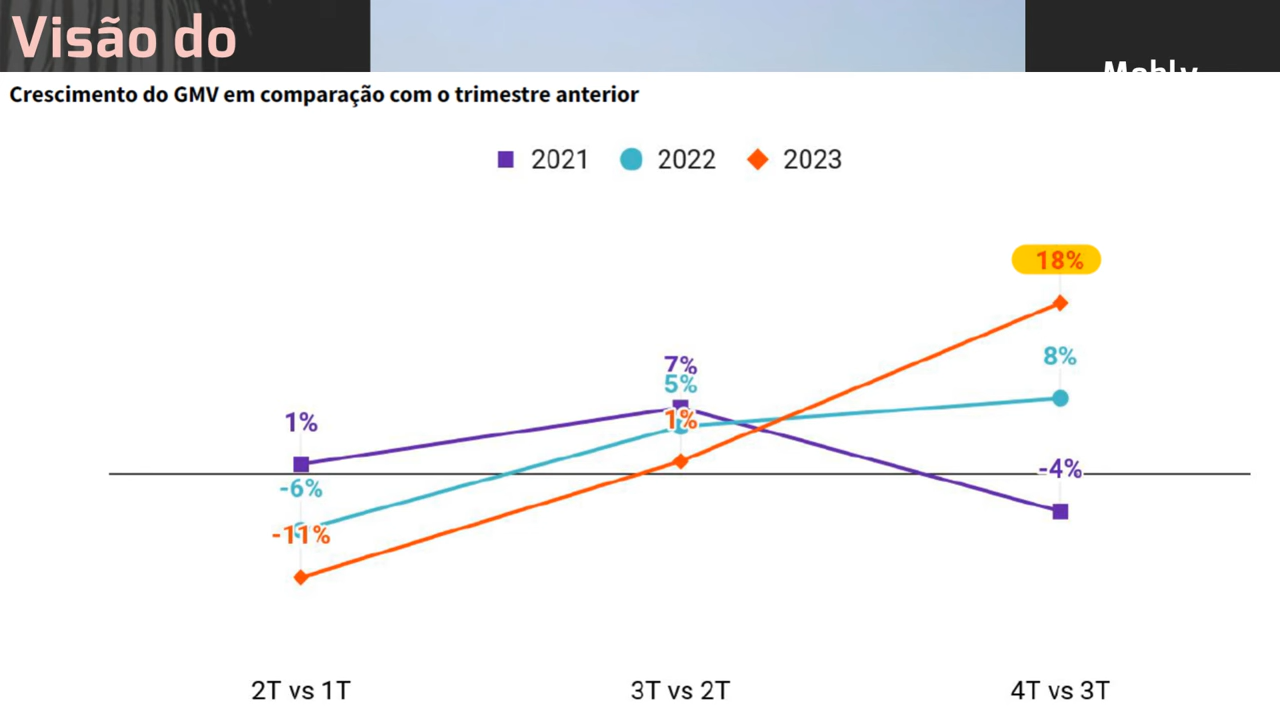 Visão do
Mobly
Crescimento do GMV em comparação com o trimestre anterior
2021 2022 2023
18%
8%
7%
5%
1%
1%
-4%
-6%
-11%
2T vs 1T 3T vs 2T 4T vs 3T